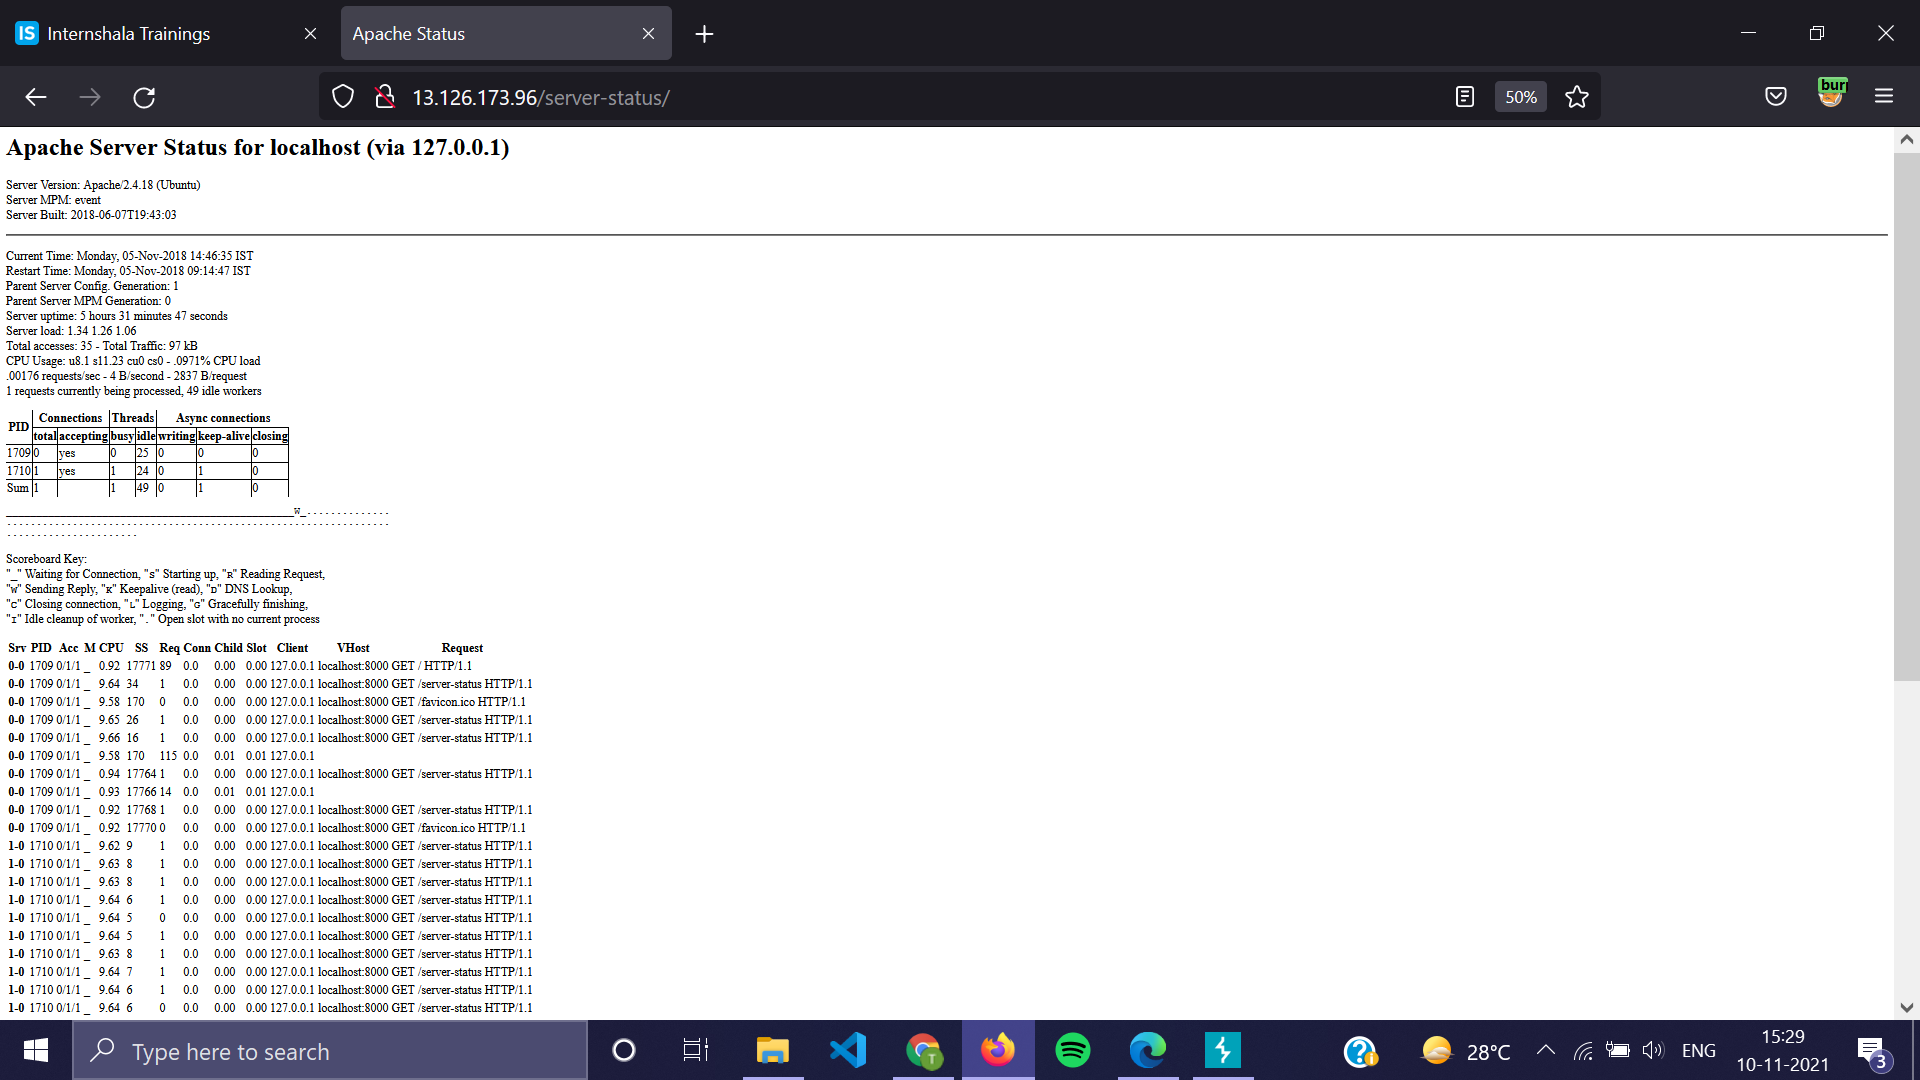 IS Internshala Trainings
Apache Status
13.126.173.96/server-status/
50%
bur
Apache Server Status for localhost (via 127.0.0.1)
Server Version: Apache/2.4.18 (Ubuntu)
Server MPM: event
Server Built: 2018-06-07T19:43:03
Current Time: Monday, 05-Nov-2018 14:46:35 IST
Restart Time: Monday, 05-Nov-2018 09:14:47 IST
Parent Server Config. Generation: 1
Parent Server MPM Generation: 0
Server uptime: 5 hours 31 minutes 47 seconds
Server load: 1.34 1.26 1.06
Total accesses: 35 - Total Traffic: 97 kB
CPU Usage: u8.1 s11.23 cu0 cs0 - .0971% CPU load
.00176 requests/sec - 4 B/second - 2837 B/request
1 requests currently being processed, 49 idle workers
PID Connections Threads Async connections
total accepting busy idle writing keep-alive closing
1709 0 yes 0 25 0 0 0
1710 1 yes 1 24 0 1 0
Sum 1 1 49 0 1 0
________________________________________________W_..............
................................................................
......................
Scoreboard Key:
"_" Waiting for Connection, "S" Starting up, "R" Reading Request,
"W" Sending Reply, "K" Keepalive (read), "D" DNS Lookup,
"C" Closing connection, "L" Logging, "G" Gracefully finishing,
"I" Idle cleanup of worker, "." Open slot with no current process
Srv PID Acc M CPU SS Req Conn Child Slot Client VHost Request
0-0 1709 0/1/1 _ 0.92 17771 89 0.0 0.00 0.00 127.0.0.1 localhost:8000 GET / HTTP/1.1
0-0 1709 0/1/1 _ 9.64 34 1 0.0 0.00 0.00 127.0.0.1 localhost:8000 GET /server-status HTTP/1.1
0-0 1709 0/1/1 _ 9.58 170 0 0.0 0.00 0.00 127.0.0.1 localhost:8000 GET /favicon.ico HTTP/1.1
0-0 1709 0/1/1 _ 9.65 26 1 0.0 0.00 0.00 127.0.0.1 localhost:8000 GET /server-status HTTP/1.1
0-0 1709 0/1/1 _ 9.66 16 1 0.0 0.00 0.00 127.0.0.1 localhost:8000 GET /server-status HTTP/1.1
0-0 1709 0/1/1 _ 9.58 170 115 0.0 0.01 0.01 127.0.0.1
0-0 1709 0/1/1 _ 0.94 17764 1 0.0 0.00 0.00 127.0.0.1 localhost:8000 GET /server-status HTTP/1.1
0-0 1709 0/1/1 _ 0.93 17766 14 0.0 0.01 0.01 127.0.0.1
0-0 1709 0/1/1 _ 0.92 17768 1 0.0 0.00 0.00 127.0.0.1 localhost:8000 GET /server-status HTTP/1.1
0-0 1709 0/1/1 _ 0.92 17770 0 0.0 0.00 0.00 127.0.0.1 localhost:8000 GET /favicon.ico HTTP/1.1
1-0 1710 0/1/1 _ 9.62 9 1 0.0 0.00 0.00 127.0.0.1 localhost:8000 GET /server-status HTTP/1.1
1-0 1710 0/1/1 _ 9.63 8 1 0.0 0.00 0.00 127.0.0.1 localhost:8000 GET /server-status HTTP/1.1
1-0 1710 0/1/1 _ 9.63 8 1 0.0 0.00 0.00 127.0.0.1 localhost:8000 GET /server-status HTTP/1.1
1-0 1710 0/1/1 _ 9.64 6 1 0.0 0.00 0.00 127.0.0.1 localhost:8000 GET /server-status HTTP/1.1
1-0 1710 0/1/1 _ 9.64 5 0 0.0 0.00 0.00 127.0.0.1 localhost:8000 GET /server-status HTTP/1.1
1-0 1710 0/1/1 _ 9.64 5 1 0.0 0.00 0.00 127.0.0.1 localhost:8000 GET /server-status HTTP/1.1
1-0 1710 0/1/1 _ 9.63 8 1 0.0 0.00 0.00 127.0.0.1 localhost:8000 GET /server-status HTTP/1.1
1-0 1710 0/1/1 _ 9.64 7 1 0.0 0.00 0.00 127.0.0.1 localhost:8000 GET /server-status HTTP/1.1
1-0 1710 0/1/1 _ 9.64 6 1 0.0 0.00 0.00 127.0.0.1 localhost:8000 GET /server-status HTTP/1.1
1-0 1710 0/1/1 _ 9.64 6 0 0.0 0.00 0.00 127.0.0.1 localhost:8000 GET /server-status HTTP/1.1
Type here to search
T
28°C
ENG
15:29
10-11-2021
3